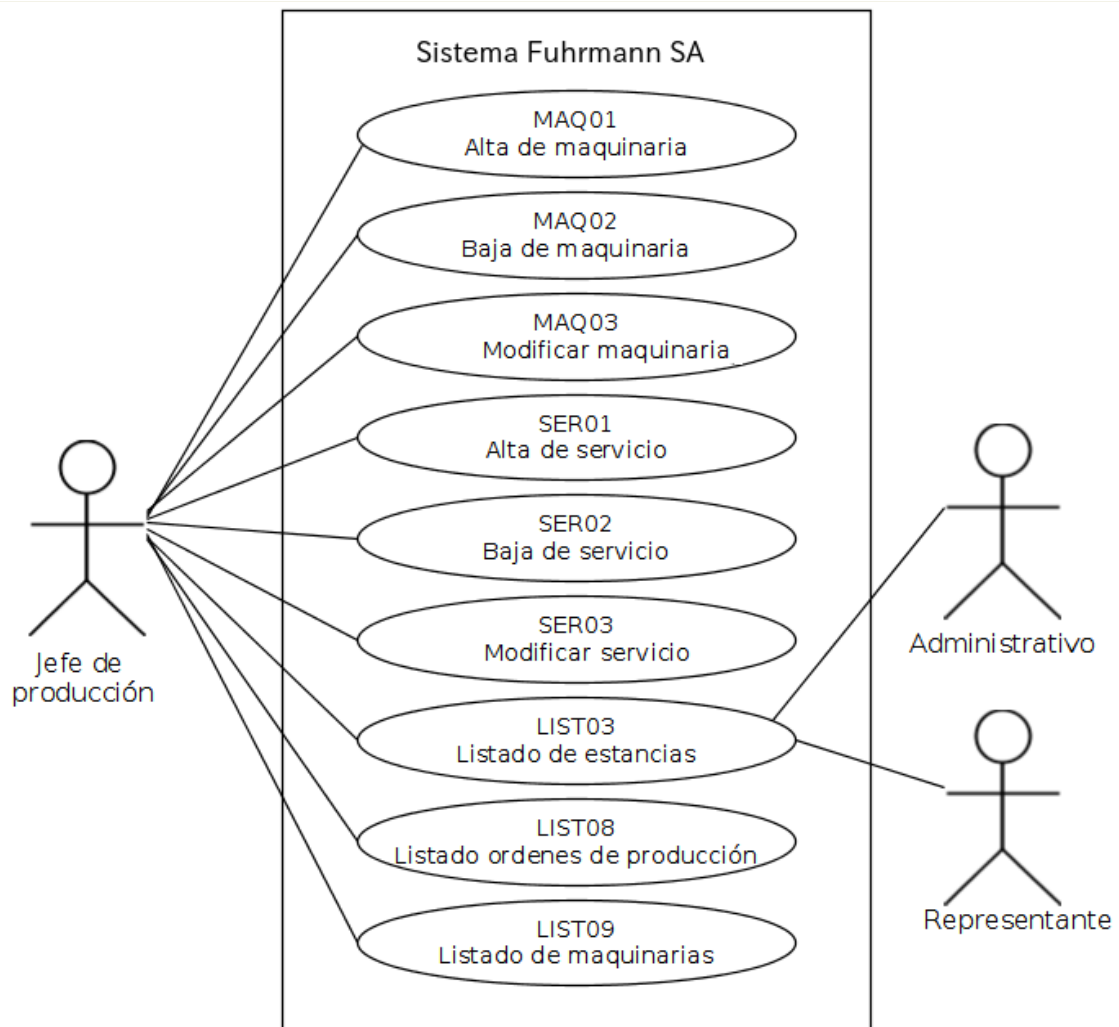 Sistema Fuhrmann SA
MAQ01
Alta de maquinaria
MAQ02
Baja de maquinaria
MAQ03
Modificar maquinaria
SER01
Alta de servicio
SER02
Baja de servicio
SER03
Modificar servicio
LIST03
Listado de estancias
LIST08
Listado ordenes de producción
LIST09
Listado de maquinarias
Jefe de
producción
Administrativo
Representante